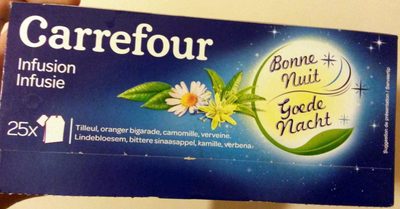 Carrefour
Infusion
Infusie
25x
Tilleul, oranger bigarade, camomille, verveine.
Lindebloesem, bittere sinaasappel, kamille, verbena.
Bonne
Nuit
Goede
Nacht
Suggestion de présentation / Serveertip